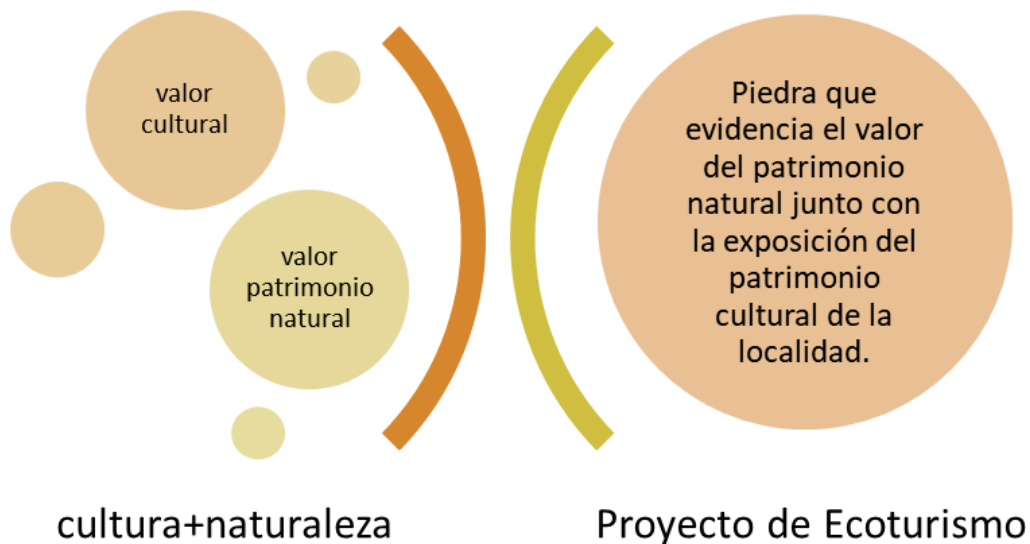 valor
cultural
valor
patrimonio
natural
Piedra que
evidencia el valor
del patrimonio
natural junto con
la exposición del
patrimonio
cultural de la
localidad.
cultura+naturaleza
Proyecto de Ecoturismo